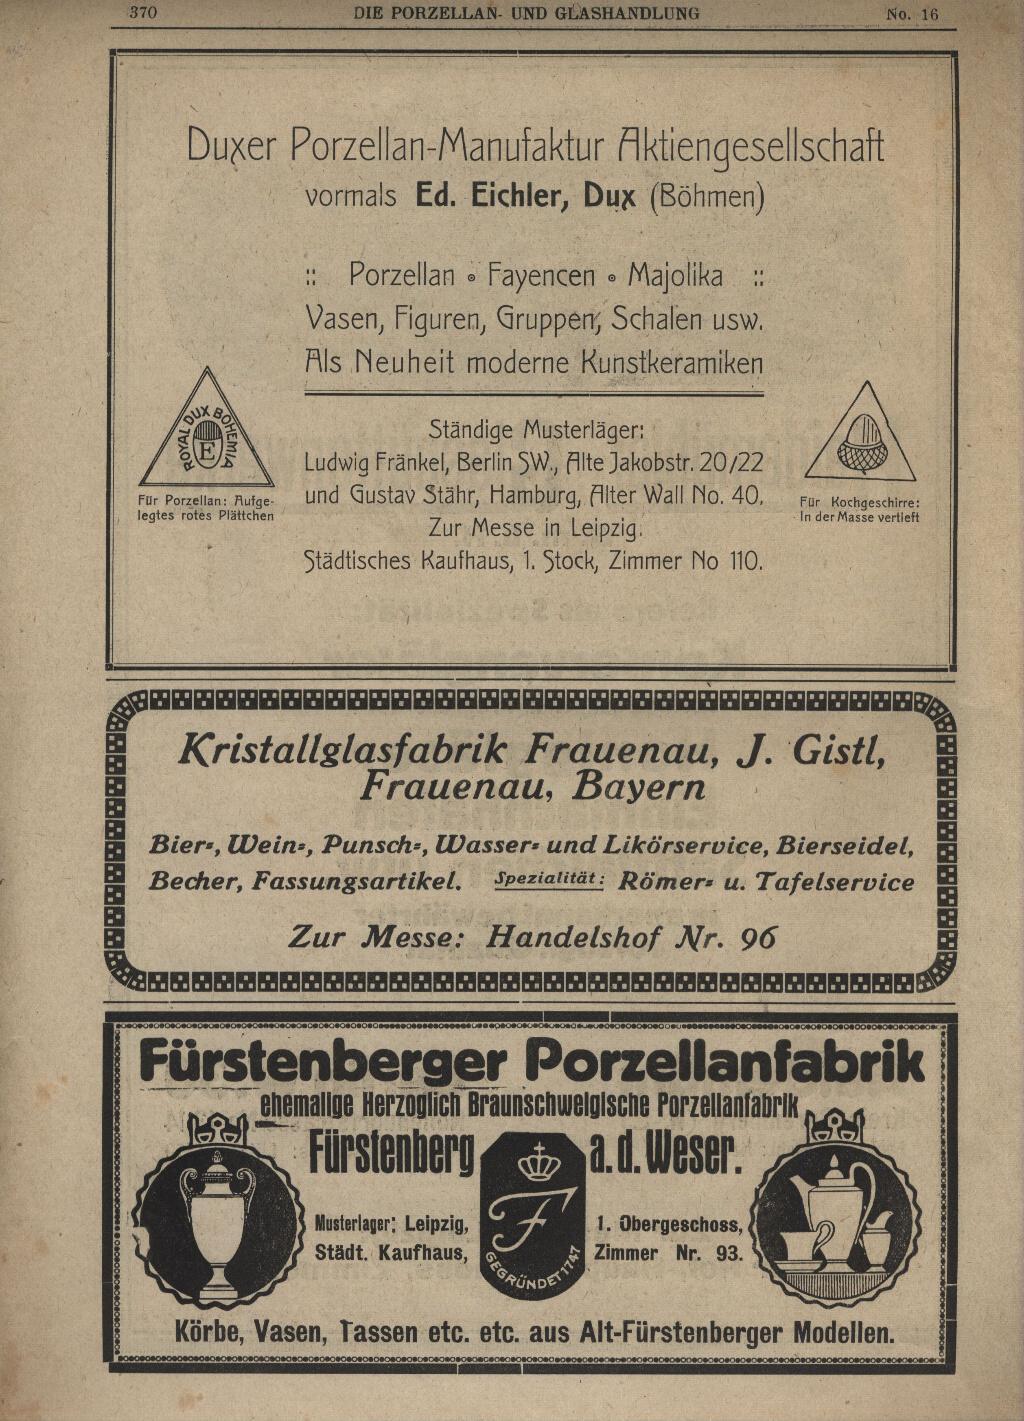 370 DIE PORZELLAN- UND GLASHANDLUNG No. 16
Duxer Porzellan-Manufaktur Aktiengesellschaft
vormals Ed. Eichler, Dux (Böhmen)
:: Porzellan • Fayencen • Majolika ::
Vasen, Figuren, Gruppen, Schalen usw.
Als Neuheit moderne Kunstkeramiken
ROYAL DUX BOHEMIA
E
Für Porzellan: Aufge-
legtes rotes Plättchen
Ständige Musterläger:
Ludwig Fränkel, Berlin SW., Alte Jakobstr. 20/22
und Gustav Stähr, Hamburg, Alter Wall No. 40.
Zur Messe in Leipzig.
Städtisches Kaufhaus, 1. Stock, Zimmer No 110.
Für Kochgeschirre:
In der Masse vertieft
Kristallglasfabrik Frauenau, J. Gistl,
Frauenau, Bayern
Bier-, Wein-, Punsch-, Wasser- und Likörservice, Bierseidel,
Becher, Fassungsartikel. Spezialität: Römer- u. Tafelservice
Zur Messe: Handelshof Nr. 96
Fürstenberger Porzellanfabrik
ehemalige Herzoglich Braunschweigische Porzellanfabrik
Fürstenberg a. d. Weser.
F
GEGRÜNDET 1747
Musterlager: Leipzig, 1. Obergeschoss,
Städt. Kaufhaus, Zimmer Nr. 93.
Körbe, Vasen, Tassen etc. etc. aus Alt-Fürstenberger Modellen.